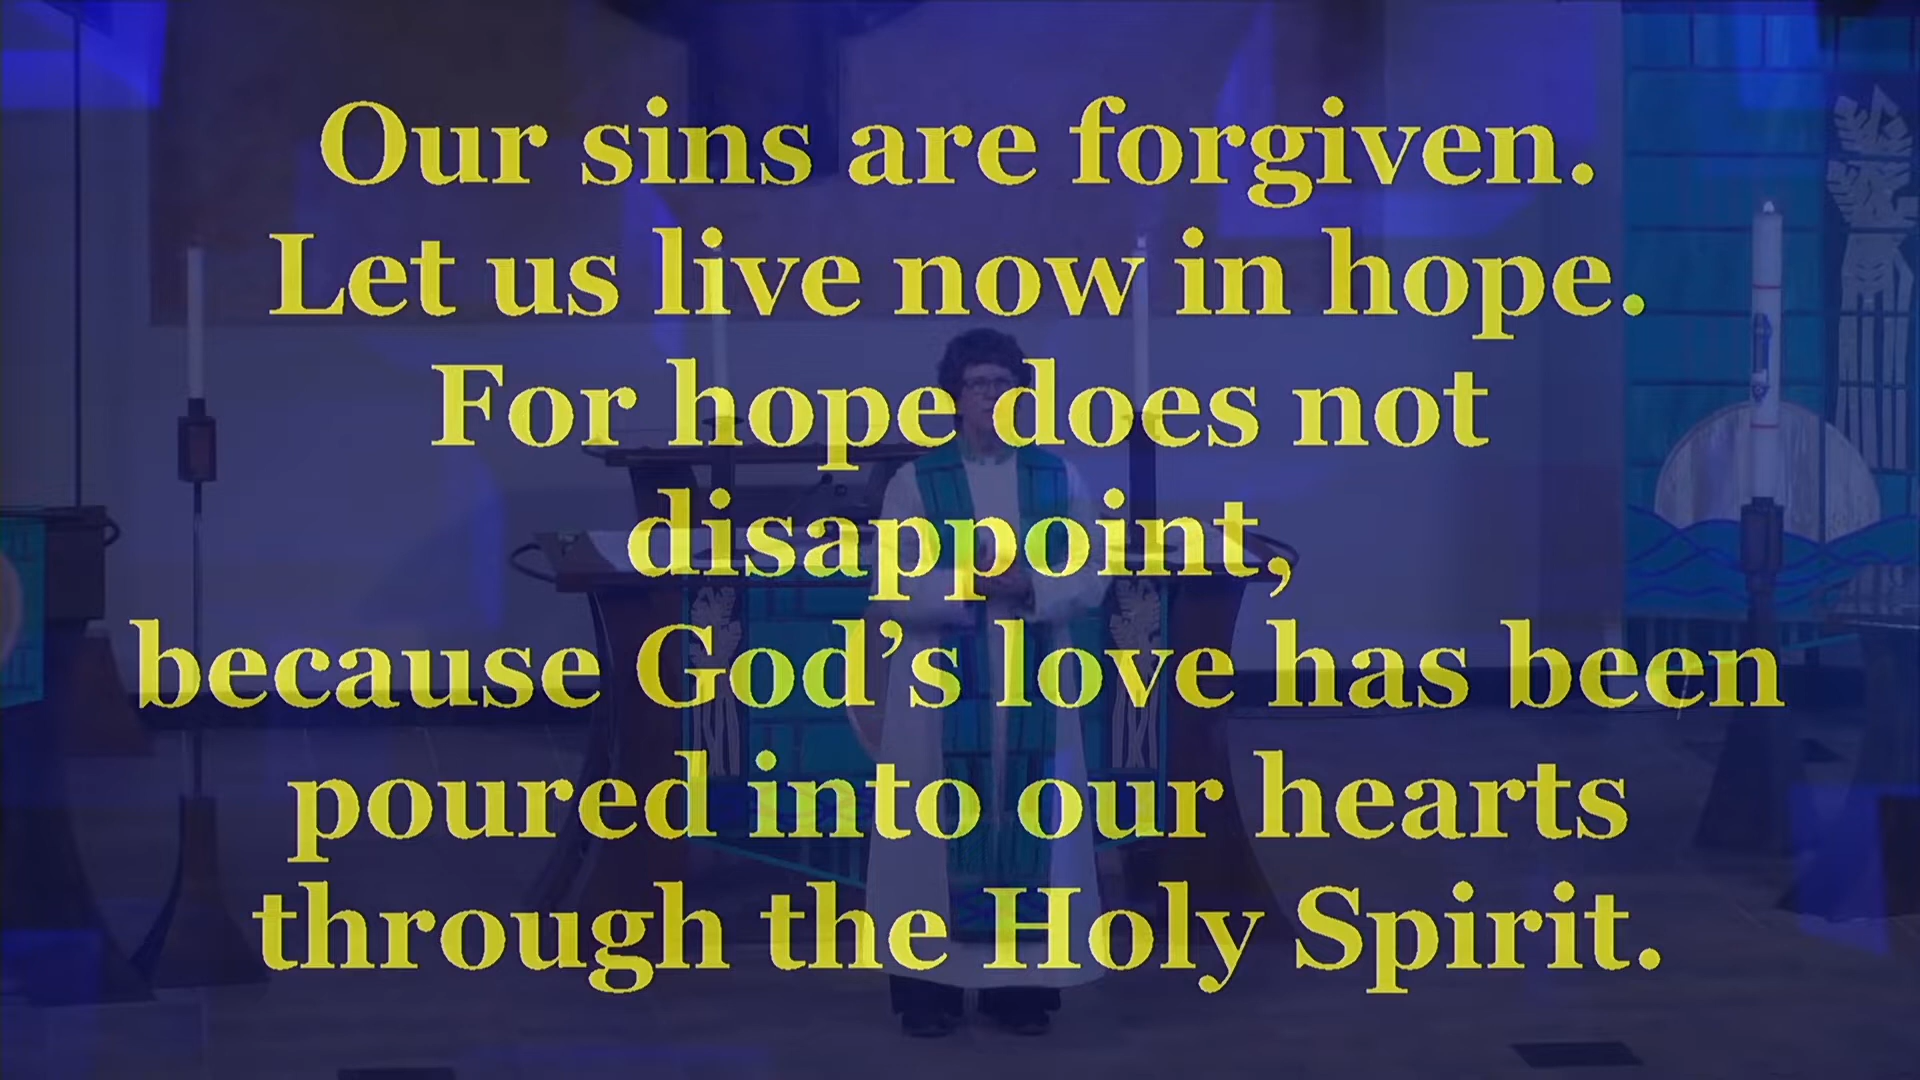 Our sins are forgiven.
Let us live now in hope.
For hope does not
disappoint,
because God’s love has been
poured into our hearts
through the Holy Spirit.